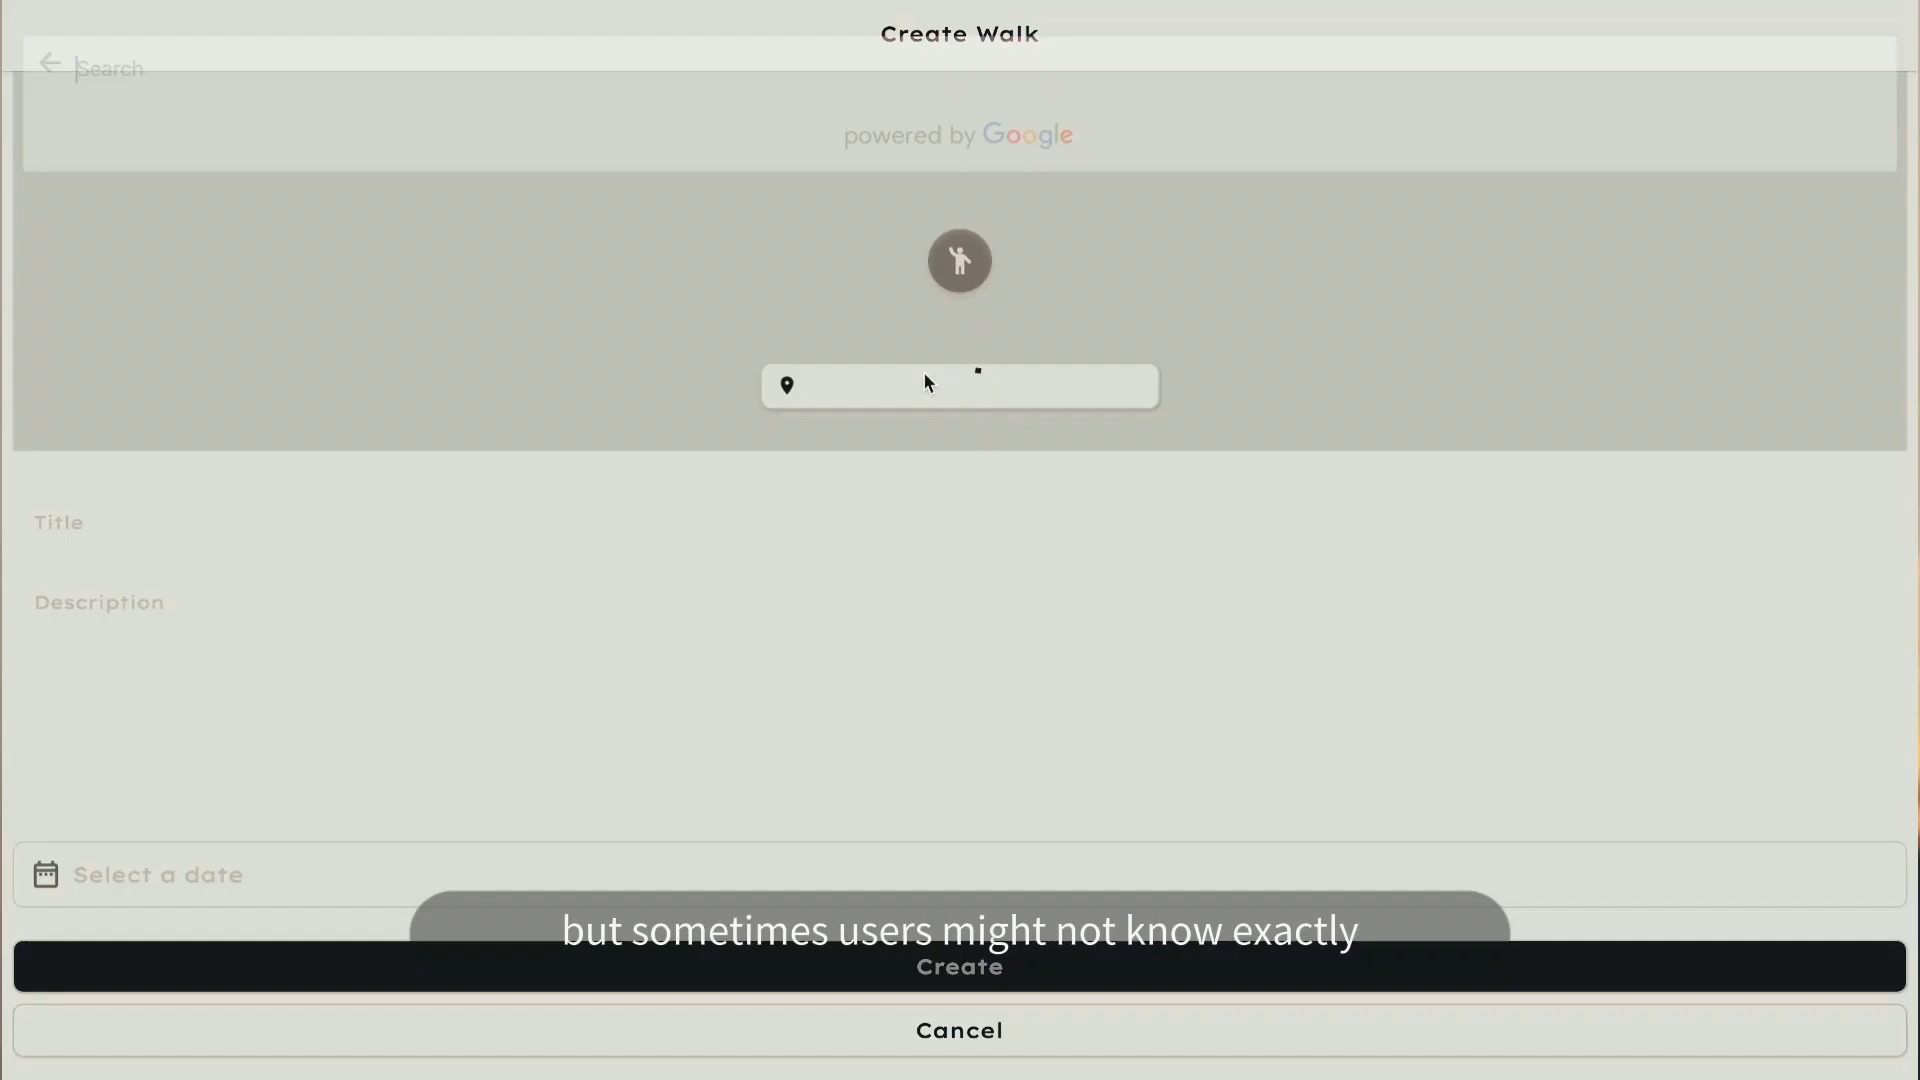 Create Walk
Search
powered by Google
Title
Description
Select a date
but sometimes users might not know exactly
Create
Cancel